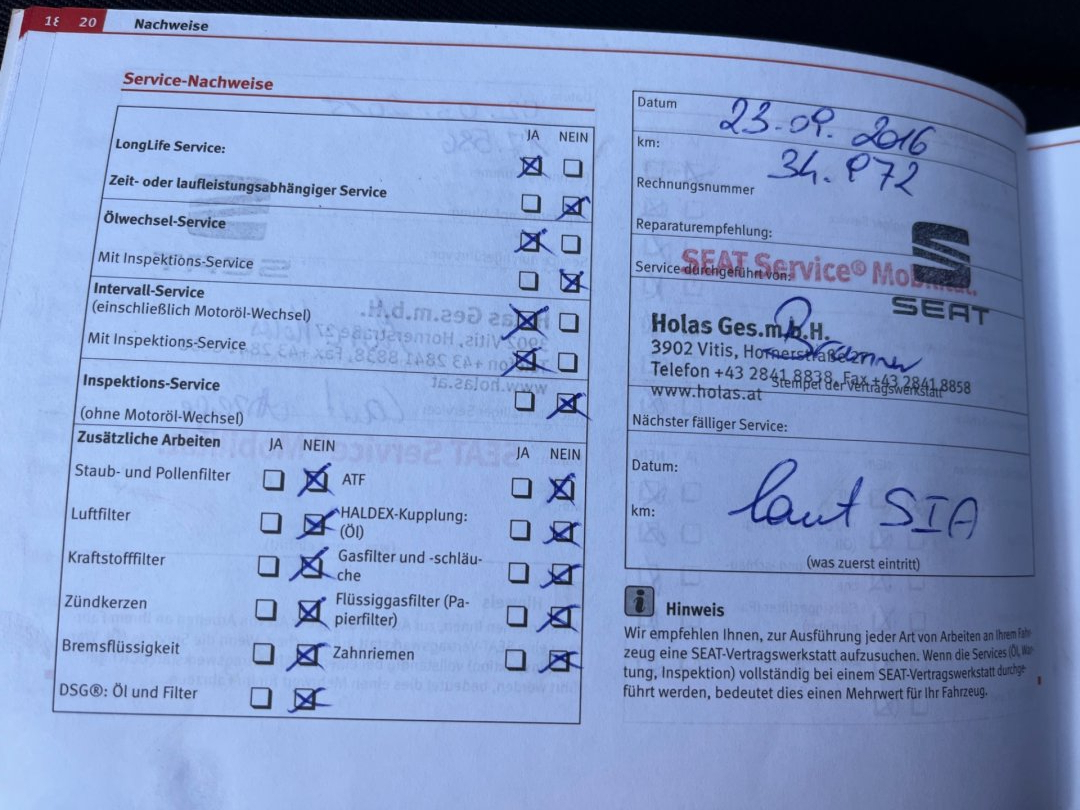 18 20 Nachweise
Service-Nachweise
JA NEIN
LongLife Service:
Zeit- oder laufleistungsabhängiger Service
Ölwechsel-Service
Mit Inspektions-Service
Intervall-Service
(einschließlich Motoröl-Wechsel)
Mit Inspektions-Service
Inspektions-Service
(ohne Motoröl-Wechsel)
Zusätzliche Arbeiten JA NEIN JA NEIN
Staub- und Pollenfilter ATF
Luftfilter HALDEX-Kupplung:
(Öl)
Kraftstofffilter Gasfilter und -schläu-
che
Zündkerzen Flüssiggasfilter (Pa-
pierfilter)
Bremsflüssigkeit Zahnriemen
DSG®: Öl und Filter
Datum 23.09.2016
km: 34.972
Rechnungsnummer
Reparaturempfehlung:
Service durchgeführt von:
SEAT Service® Mobilität.
SEAT
Holas Ges.m.b.H.
3902 Vitis, Hornerstraße 27
Telefon +43 2841 8838, Fax +43 2841 8858
www.holas.at
Stempel der Vertragswerkstatt
Nächster fälliger Service:
Datum:
km: laut SIA
(was zuerst eintritt)
Hinweis
Wir empfehlen Ihnen, zur Ausführung jeder Art von Arbeiten an Ihrem Fahr-
zeug eine SEAT-Vertragswerkstatt aufzusuchen. Wenn die Services (Öl, War-
tung, Inspektion) vollständig bei einem SEAT-Vertragswerkstatt durchge-
führt werden, bedeutet dies einen Mehrwert für Ihr Fahrzeug.